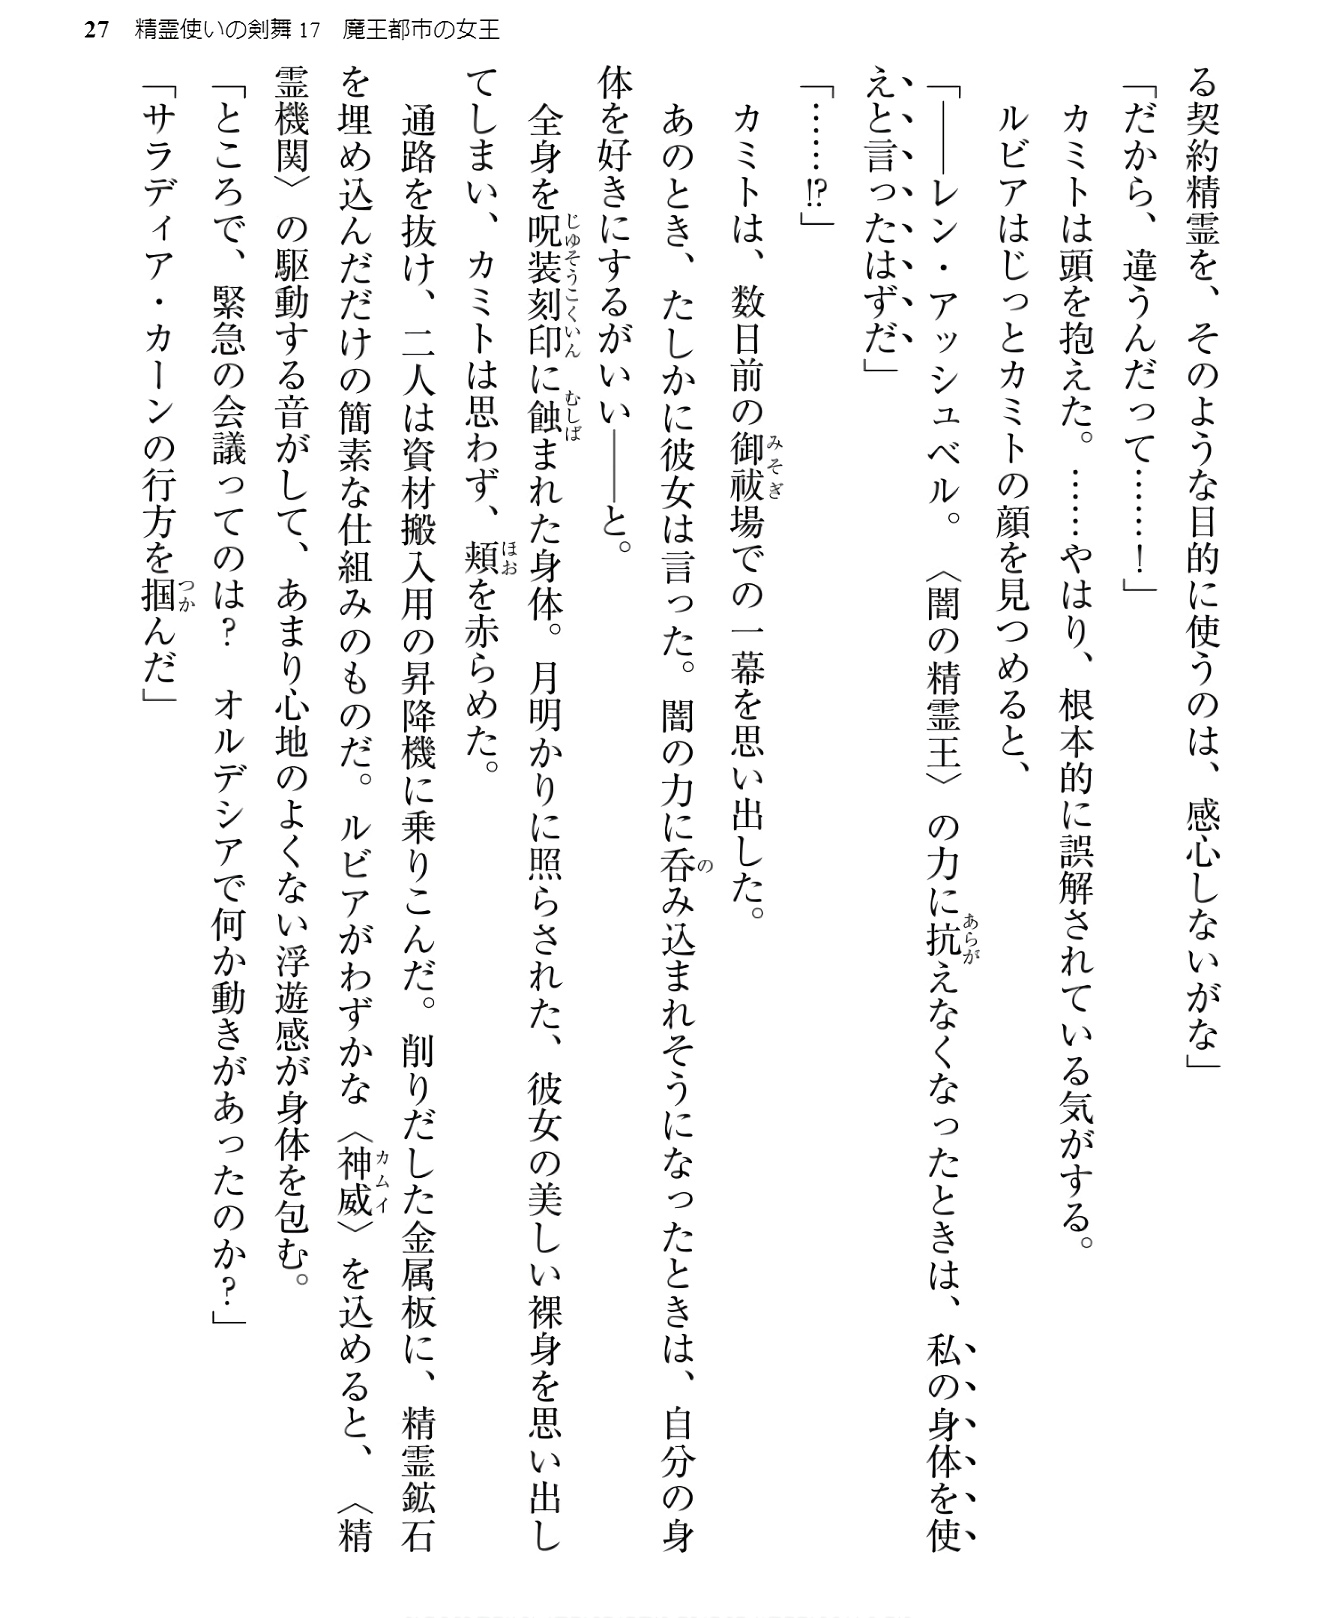 27 精霊使いの剣舞17 魔王都市の女王
る契約精霊を、そのような目的に使うのは、感心しないがな」
「だから、違うんだって……！」
カミトは頭を抱えた。……やはり、根本的に誤解されている気がする。
ルビアはじっとカミトの顔を見つめると、
「――レン・アッシュベル。〈闇の精霊王〉の力に抗えなくなったときは、私の身体を使
えと言ったはずだ」
「……!?」
カミトは、数日前の御祓場での一幕を思い出した。
あのとき、たしかに彼女は言った。闇の力に呑み込まれそうになったときは、自分の身
体を好きにするがいい――と。
全身を呪装刻印に蝕まれた身体。月明かりに照らされた、彼女の美しい裸身を思い出し
てしまい、カミトは思わず、頬を赤らめた。
通路を抜け、二人は資材搬入用の昇降機に乗りこんだ。削りだした金属板に、精霊鉱石
を埋め込んだだけの簡素な仕組みのものだ。ルビアがわずかな〈神威〉を込めると、〈精
霊機関〉の駆動する音がして、あまり心地のよくない浮遊感が身体を包む。
「ところで、緊急の会議ってのは？　オルデシアで何か動きがあったのか？」
「サラディア・カーンの行方を掴んだ」